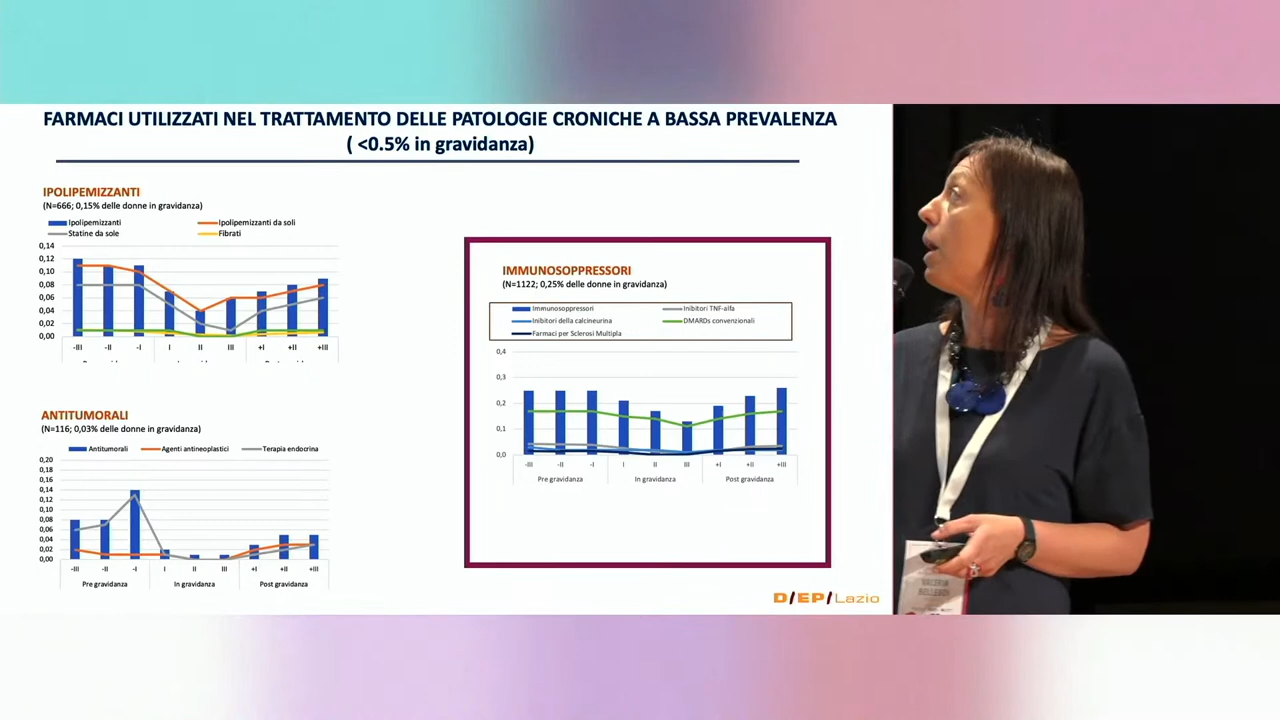 FARMACI UTILIZZATI NEL TRATTAMENTO DELLE PATOLOGIE CRONICHE A BASSA PREVALENZA
( <0.5% in gravidanza)
IPOLIPEMIZZANTI
(N=666; 0,15% delle donne in gravidanza)
Ipolipemizzanti
Ipolipemizzanti da soli
Statine da sole
Fibrati
0,14
0,12
0,10
0,08
0,06
0,04
0,02
0,00
-III -II -I I II III +I +II +III
ANTITUMORALI
(N=116; 0,03% delle donne in gravidanza)
Antitumorali Agenti antineoplastici Terapia endocrina
0,20
0,18
0,16
0,14
0,12
0,10
0,08
0,06
0,04
0,02
0,00
-III -II -I I II III +I +II +III
Pre gravidanza In gravidanza Post gravidanza
IMMUNOSOPPRESSORI
(N=1122; 0,25% delle donne in gravidanza)
Immunosoppressori Inibitori TNF-alfa
Inibitori della calcineurina DMARDs convenzionali
Farmaci per Sclerosi Multipla
0,4
0,3
0,2
0,1
0,0
-III -II -I I II III +I +II +III
Pre gravidanza In gravidanza Post gravidanza
D/EP/Lazio
VALERIA
BELLEUDI